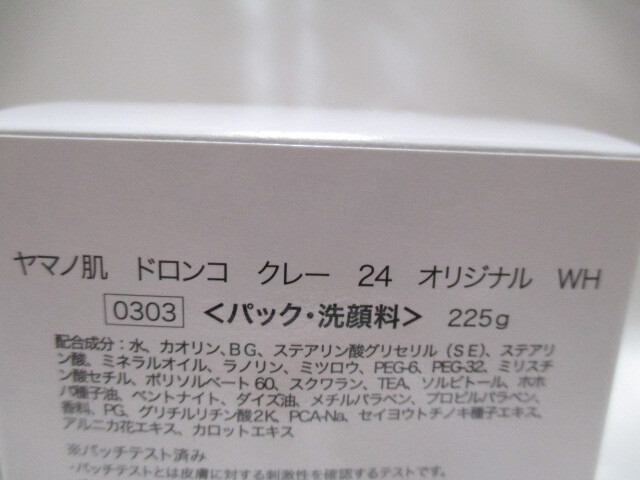 ヤマノ肌 ドロンコ クレー 24 オリジナル WH
0303 <パック・洗顔料> 225g
配合成分：水、カオリン、BG、ステアリン酸グリセリル（SE）、ステアリ
ン酸、ミネラルオイル、ラノリン、ミツロウ、PEG-6、PEG-32、ミリスチ
ン酸セチル、ポリソルベート60、スクワラン、TEA、ソルビトール、ホホ
バ種子油、ベントナイト、ダイズ油、メチルパラベン、プロピルパラベン、
香料、PG、グリチルリチン酸2K、PCA-Na、セイヨウトチノキ種子エキス、
アルニカ花エキス、カロットエキス
※パッチテスト済み
・パッチテストとは皮膚に対する刺激性を確認するテストです。